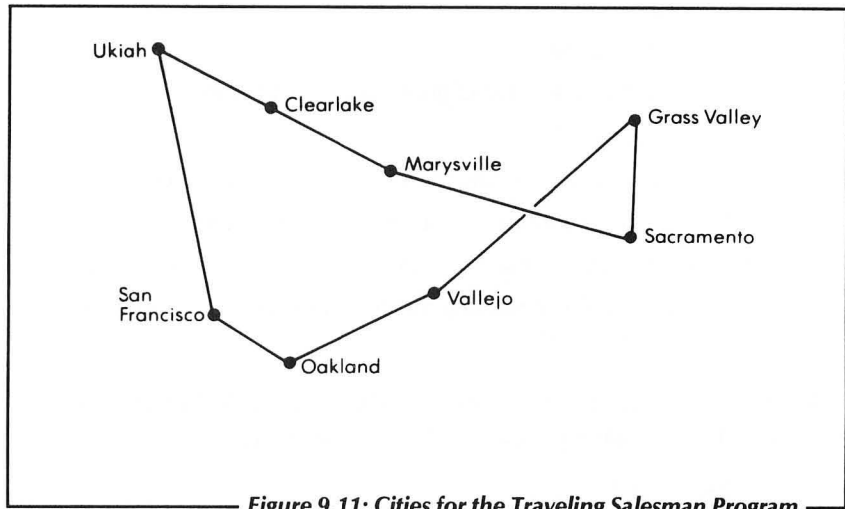 Ukiah
Clearlake
Grass Valley
Marysville
Sacramento
San
Francisco
Vallejo
Oakland
Figure 9.11: Cities for the Traveling Salesman Program